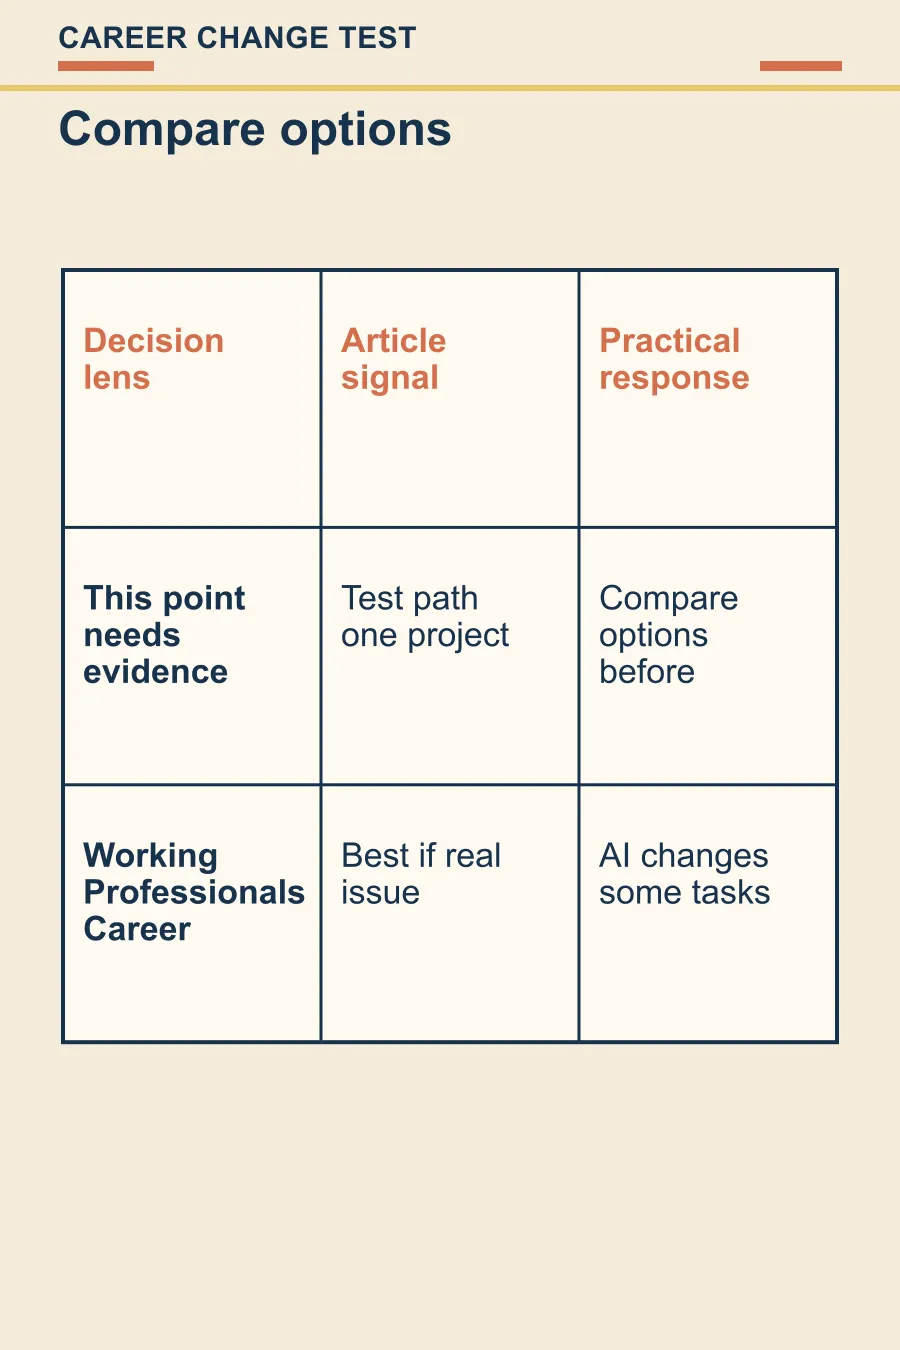 CAREER CHANGE TEST
Compare options
Decision
lens
Article
signal
Practical
response
This point
needs
evidence
Test path
one project
Compare
options
before
Working
Professionals
Career
Best if real
issue
AI changes
some tasks